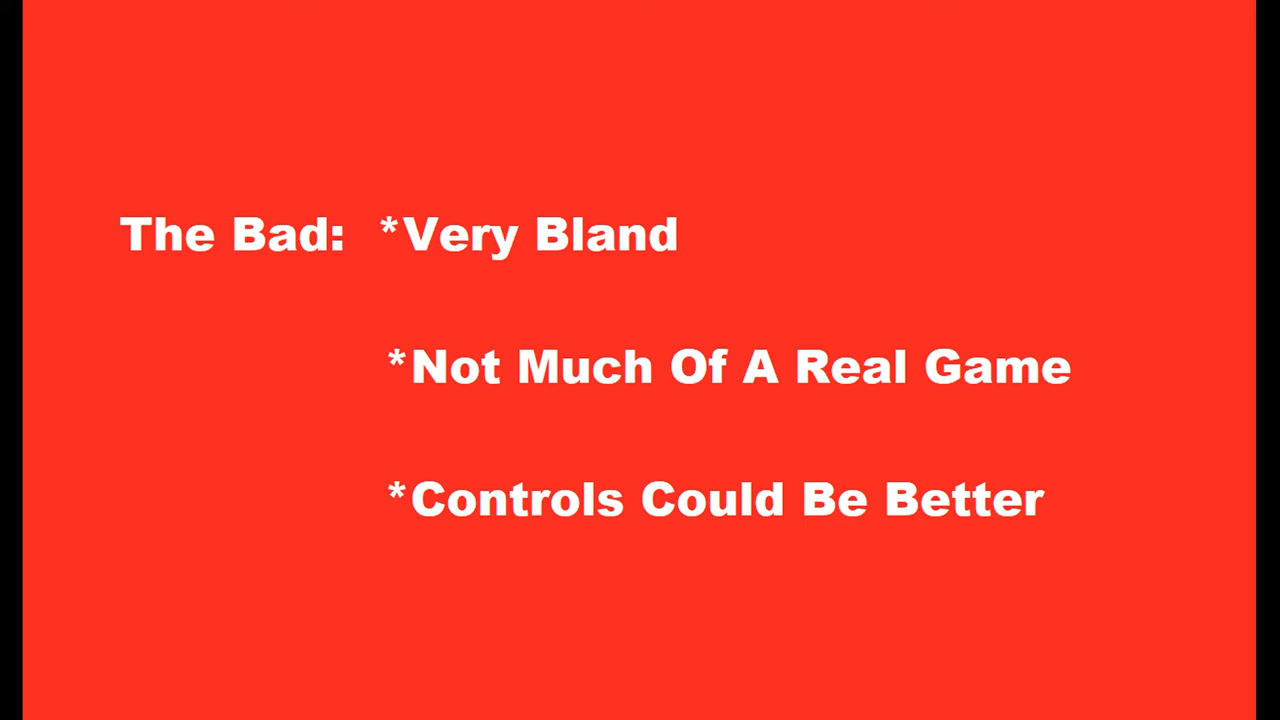 The Bad: *Very Bland
*Not Much Of A Real Game
*Controls Could Be Better